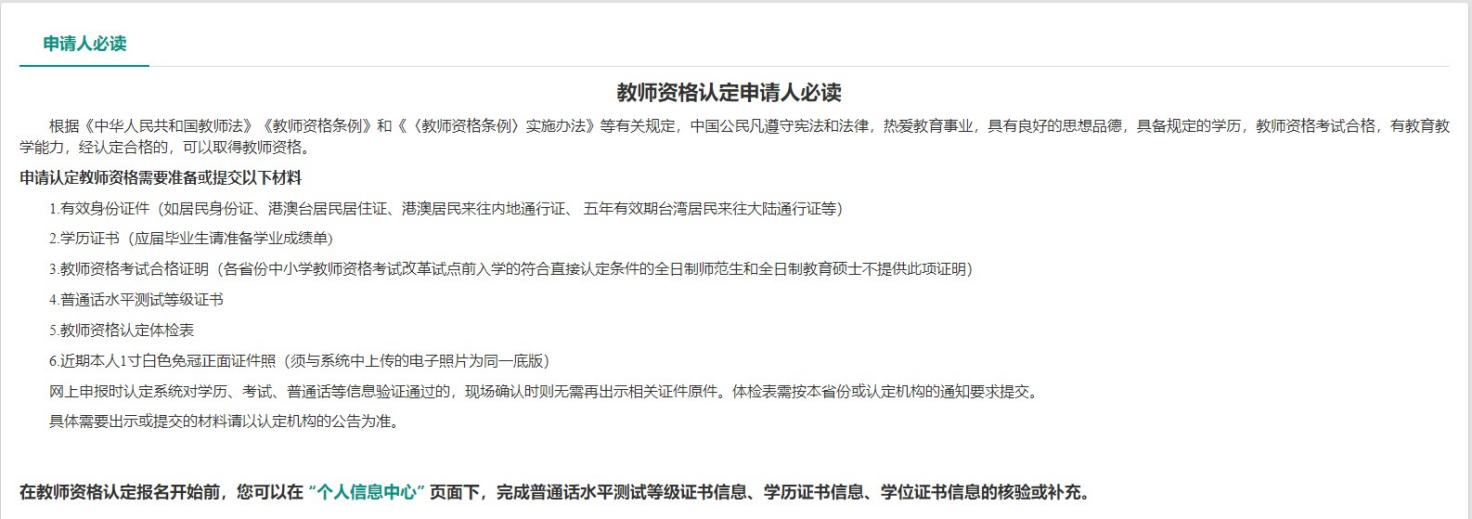 申请人必读
教师资格认定申请人必读
根据《中华人民共和国教师法》《教师资格条例》和《〈教师资格条例〉实施办法》等有关规定，中国公民凡遵守宪法和法律，热爱教育事业，具有良好的思想品德，具备规定的学历，教师资格考试合格，有教育教
学能力，经认定合格的，可以取得教师资格。
申请认定教师资格需要准备或提交以下材料
1.有效身份证件（如居民身份证、港澳台居民居住证、港澳居民来往内地通行证、 五年有效期台湾居民来往大陆通行证等）
2.学历证书（应届毕业生请准备学业成绩单)
3.教师资格考试合格证明（各省份中小学教师资格考试改革试点前入学的符合直接认定条件的全日制师范生和全日制教育硕士不提供此项证明）
4.普通话水平测试等级证书
5.教师资格认定体检表
6.近期本人1寸白色免冠正面证件照（须与系统中上传的电子照片为同一底版）
网上申报时认定系统对学历、考试、普通话等信息验证通过的，现场确认时则无需再出示相关证件原件。体检表需按本省份或认定机构的通知要求提交。
具体需要出示或提交的材料请以认定机构的公告为准。
在教师资格认定报名开始前，您可以在 “个人信息中心” 页面下，完成普通话水平测试等级证书信息、学历证书信息、学位证书信息的核验或补充。